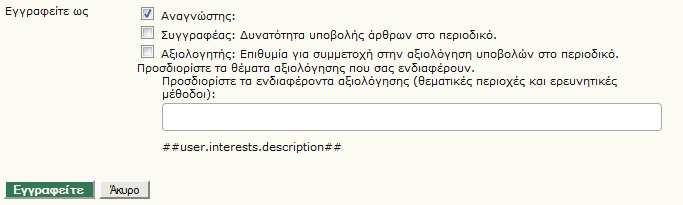 Εγγραφείτε ως
Αναγνώστης:
Συγγραφέας: Δυνατότητα υποβολής άρθρων στο περιοδικό.
Αξιολογητής: Επιθυμία για συμμετοχή στην αξιολόγηση υποβολών στο περιοδικό.
Προσδιορίστε τα θέματα αξιολόγησης που σας ενδιαφέρουν.
Προσδιορίστε τα ενδιαφέροντα αξιολόγησης (θεματικές περιοχές και ερευνητικές
μέθοδοι):
##user.interests.description##
Εγγραφείτε Άκυρο